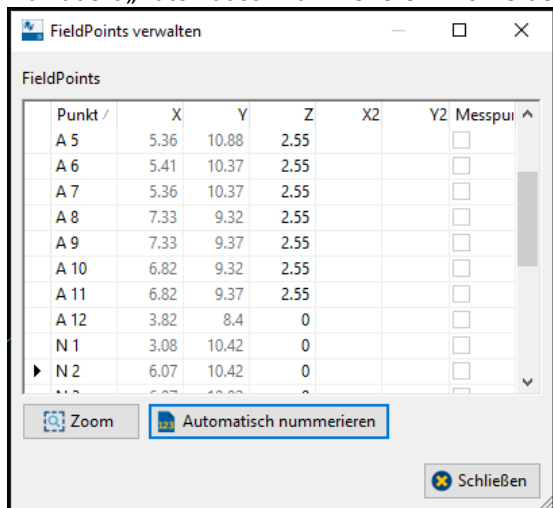 FieldPoints verwalten
FieldPoints
Punkt X Y Z X2 Y2 Messpun
A 5 5.36 10.88 2.55
A 6 5.41 10.37 2.55
A 7 5.36 10.37 2.55
A 8 7.33 9.32 2.55
A 9 7.33 9.37 2.55
A 10 6.82 9.32 2.55
A 11 6.82 9.37 2.55
A 12 3.82 8.4 0
N 1 3.08 10.42 0
N 2 6.07 10.42 0
Zoom 123 Automatisch nummerieren
Schließen